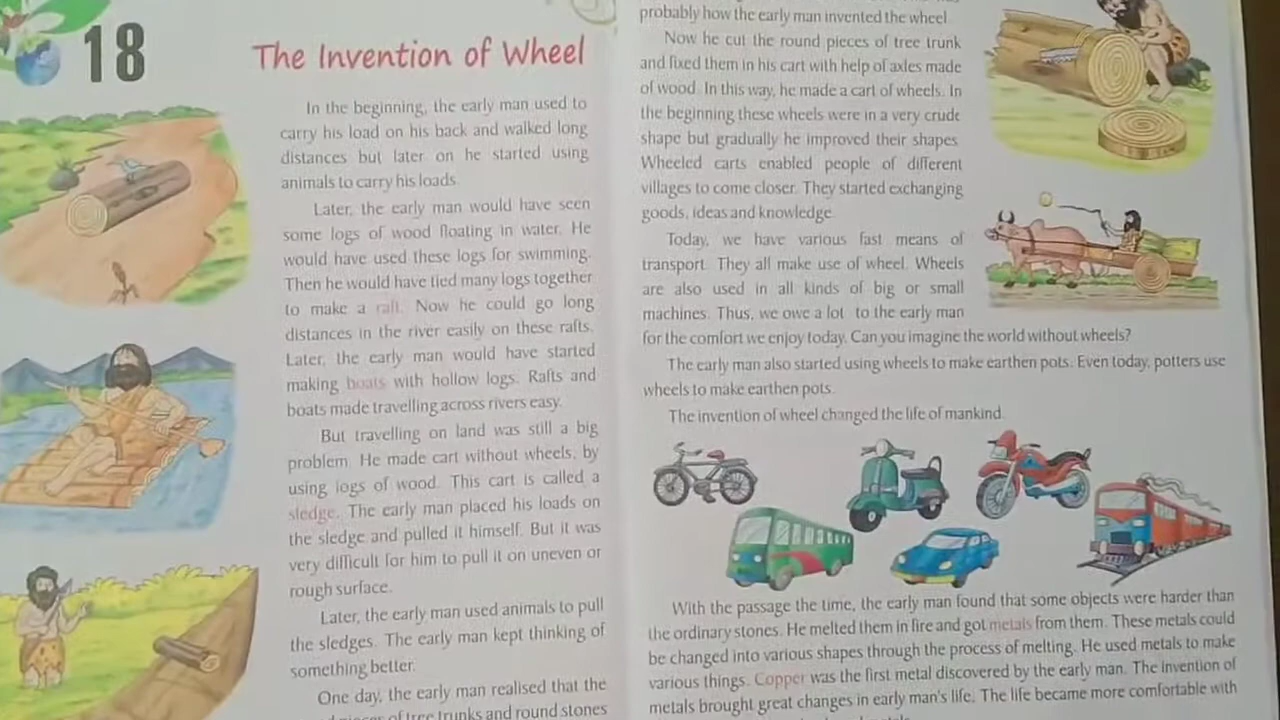 18
The Invention of Wheel
In the beginning, the early man used to
carry his load on his back and walked long
distances but later on he started using
animals to carry his loads.
Later, the early man would have seen
some logs of wood floating in water. He
would have used these logs for swimming.
Then he would have tied many logs together
to make a raft. Now he could go long
distances in the river easily on these rafts.
Later, the early man would have started
making boats with hollow logs. Rafts and
boats made travelling across rivers easy.
But travelling on land was still a big
problem. He made cart without wheels, by
using logs of wood. This cart is called a
sledge. The early man placed his loads on
the sledge and pulled it himself. But it was
very difficult for him to pull it on uneven or
rough surface.
Later, the early man used animals to pull
the sledges. The early man kept thinking of
something better.
One day, the early man realised that the
of tree trunks and round stones
probably how the early man invented the wheel.
Now he cut the round pieces of tree trunk
and fixed them in his cart with help of axles made
of wood. In this way, he made a cart of wheels. In
the beginning these wheels were in a very crude
shape but gradually he improved their shapes.
Wheeled carts enabled people of different
villages to come closer. They started exchanging
goods, ideas and knowledge.
Today, we have various fast means of
transport. They all make use of wheel. Wheels
are also used in all kinds of big or small
machines. Thus, we owe a lot to the early man
for the comfort we enjoy today. Can you imagine the world without wheels?
The early man also started using wheels to make earthen pots. Even today, potters use
wheels to make earthen pots.
The invention of wheel changed the life of mankind.
With the passage the time, the early man found that some objects were harder than
the ordinary stones. He melted them in fire and got metals from them. These metals could
be changed into various shapes through the process of melting. He used metals to make
various things. Copper was the first metal discovered by the early man. The invention of
metals brought great changes in early man's life. The life became more comfortable with